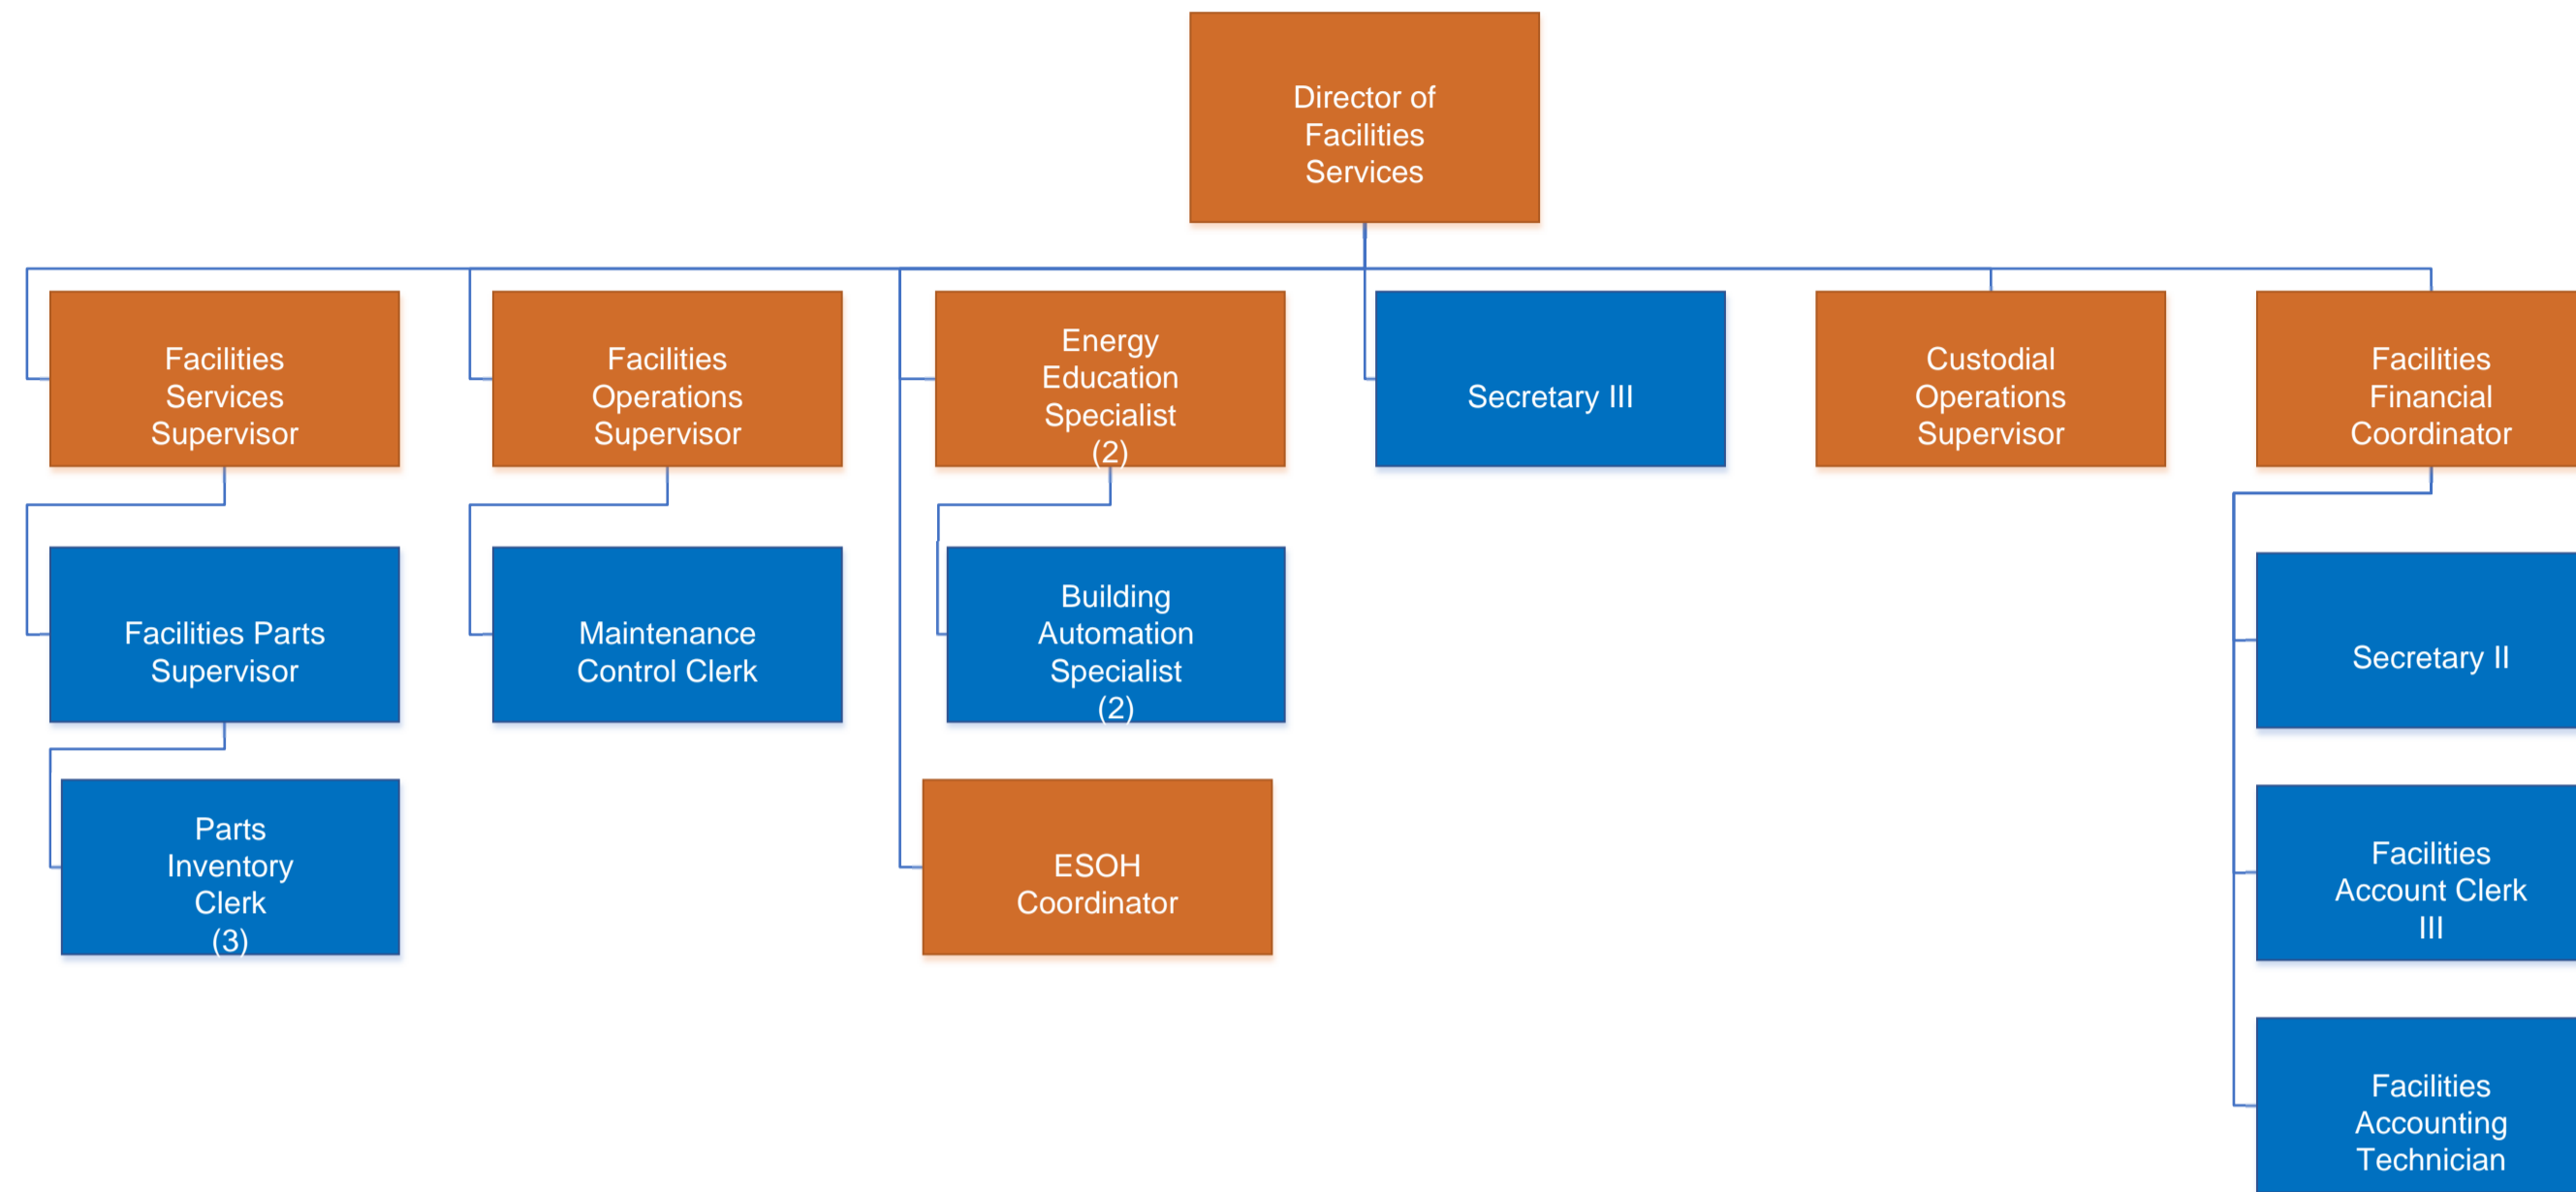 Director of
Facilities
Services
Facilities
Services
Supervisor
Facilities
Operations
Supervisor
Energy
Education
Specialist
(2)
Secretary III
Custodial
Operations
Supervisor
Facilities
Financial
Coordinator
Facilities Parts
Supervisor
Maintenance
Control Clerk
Building
Automation
Specialist
(2)
Secretary II
Parts
Inventory
Clerk
(3)
ESOH
Coordinator
Facilities
Account Clerk
III
Facilities
Accounting
Technician